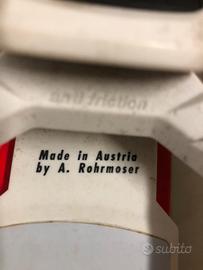 anti friction
Made in Austria
by A. Rohrmoser
subito